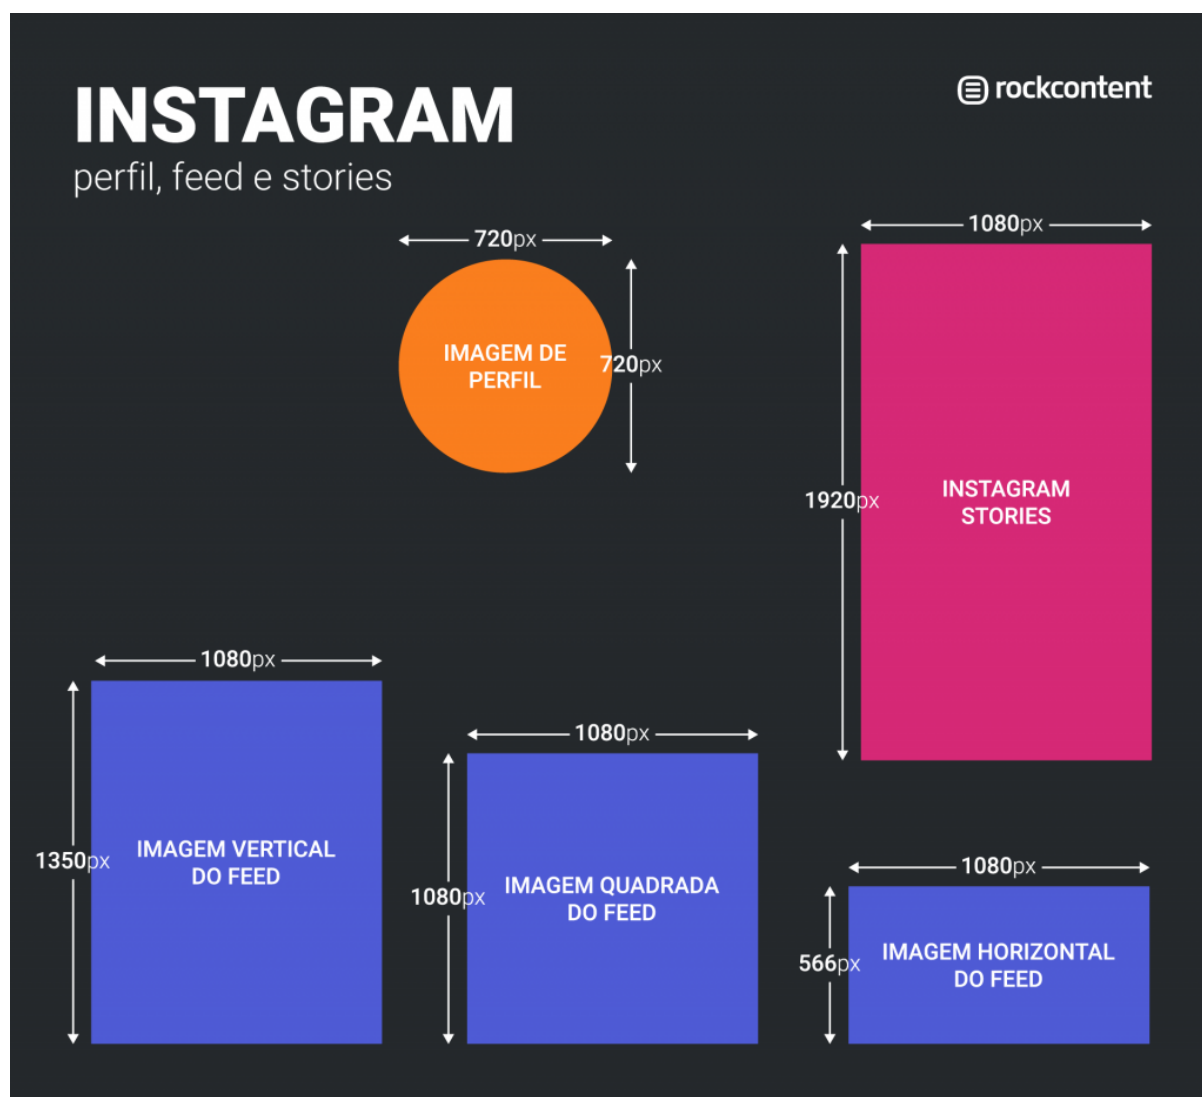 INSTAGRAM
perfil, feed e stories
rockcontent
720px
IMAGEM DE
PERFIL
720px
1080px
1920px
INSTAGRAM
STORIES
1080px
1350px
IMAGEM VERTICAL
DO FEED
1080px
1080px
IMAGEM QUADRADA
DO FEED
1080px
566px
IMAGEM HORIZONTAL
DO FEED